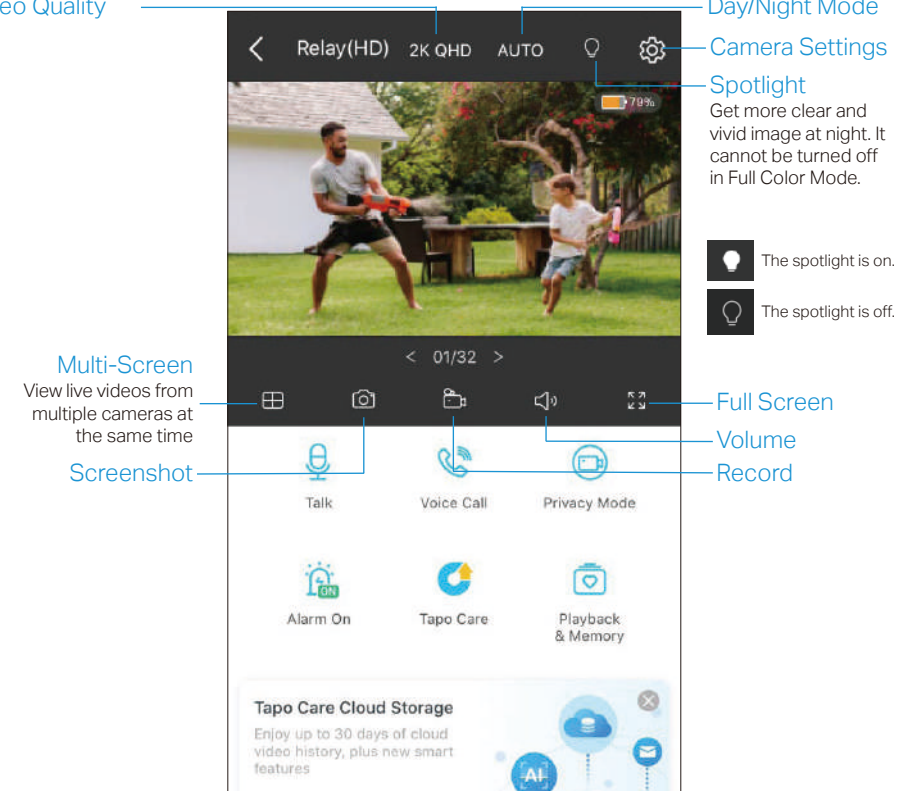 eo Quality
Day/Night Mode
Relay(HD) 2K QHD AUTO
Camera Settings
Spotlight
Get more clear and
vivid image at night. It
cannot be turned off
in Full Color Mode.
79%
The spotlight is on.
The spotlight is off.
< 01/32 >
Multi-Screen
View live videos from
multiple cameras at
the same time
Full Screen
Volume
Screenshot
Record
Talk
Voice Call
Privacy Mode
ON
Alarm On
Tapo Care
Playback
& Memory
Tapo Care Cloud Storage
Enjoy up to 30 days of cloud
video history, plus new smart
features
AI